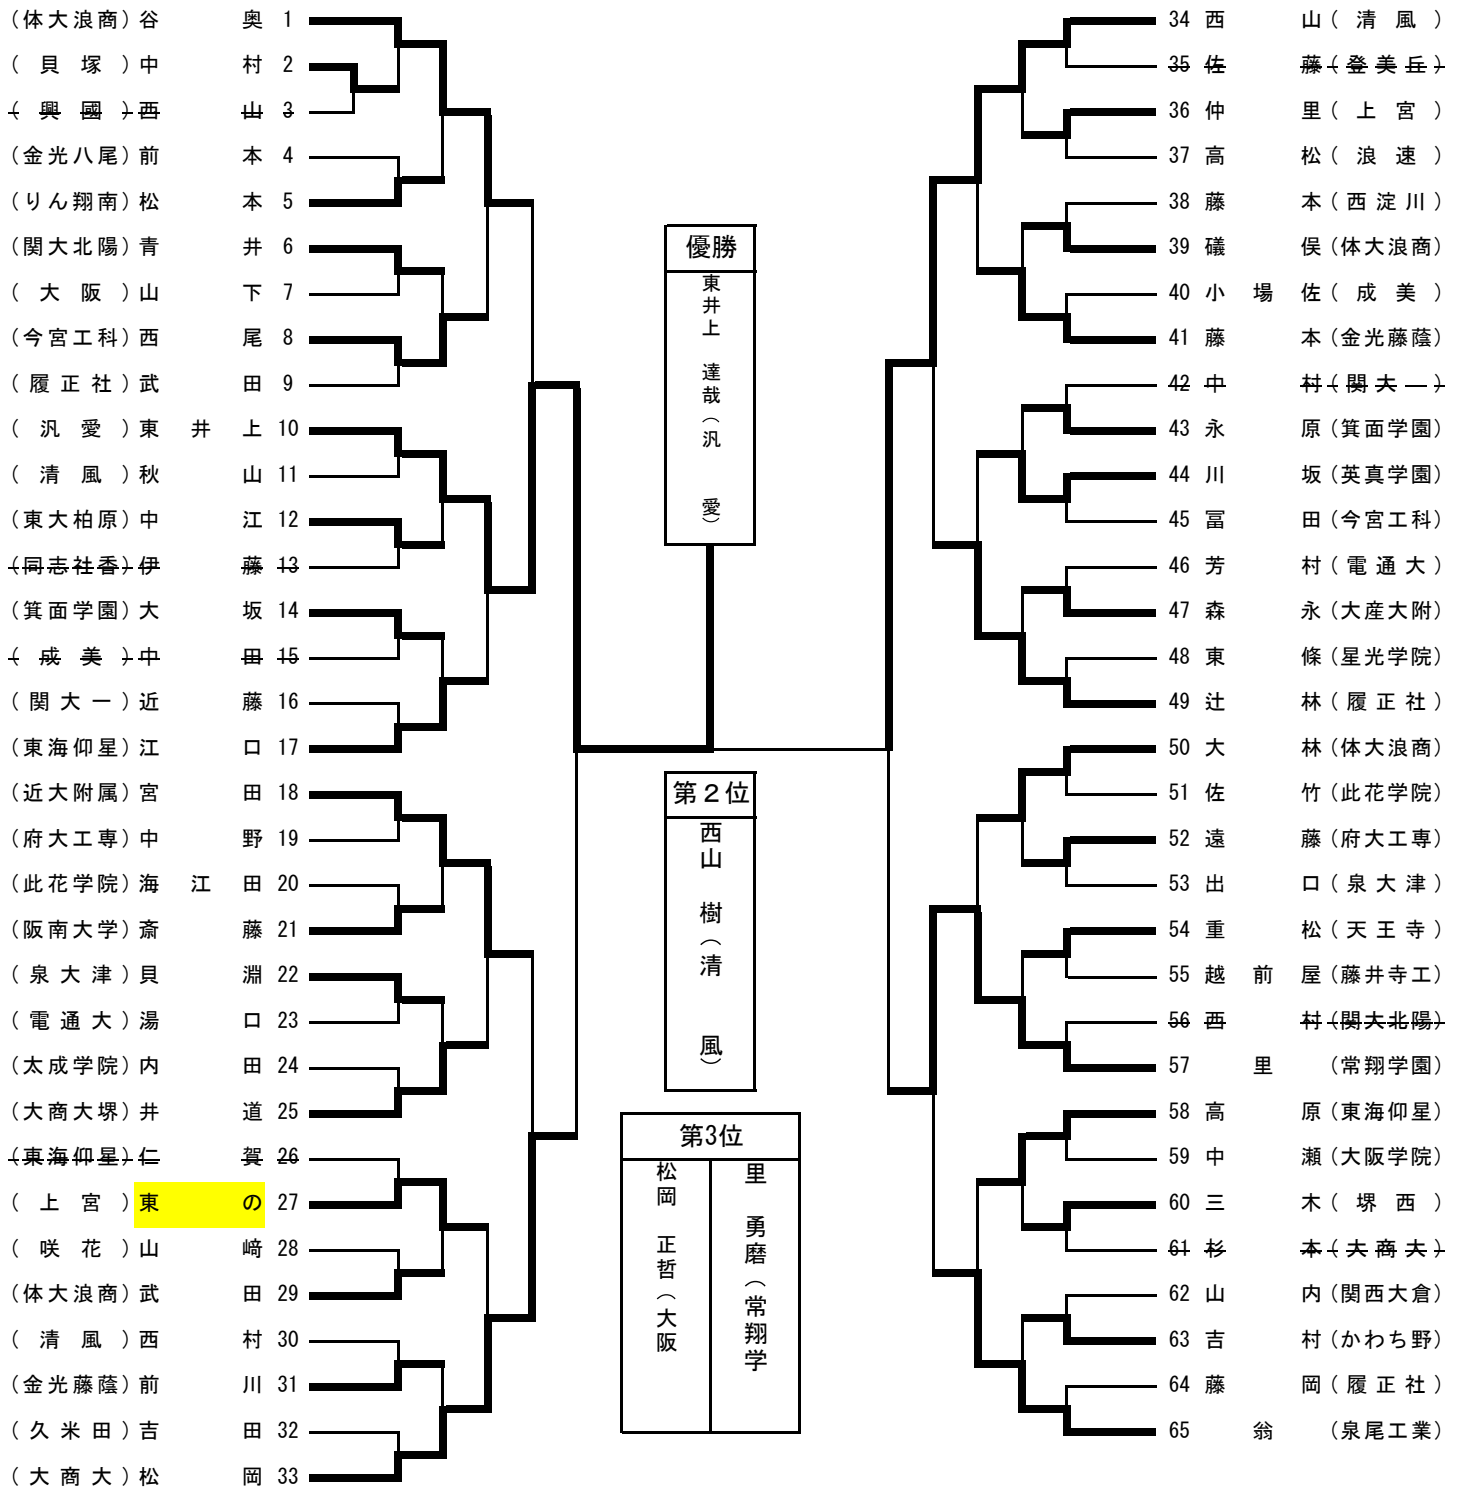 (体大浪商) 谷 奥 1
( 貝 塚 ) 中 村 2
( 興 國 ) 西 山 3
(金光八尾) 前 本 4
(りん翔南) 松 本 5
(関大北陽) 青 井 6
( 大 阪 ) 山 下 7
(今宮工科) 西 尾 8
( 履 正 社 ) 武 田 9
( 汎 愛 ) 東 井 上 10
( 清 風 ) 秋 山 11
(東大柏原) 中 江 12
(同志社香) 伊 藤 13
(箕面学園) 大 坂 14
( 成 美 ) 中 田 15
( 関 大 一 ) 近 藤 16
(東海仰星) 江 口 17
(近大附属) 宮 田 18
(府大工専) 中 野 19
(此花学院) 海 江 田 20
(阪南大学) 斎 藤 21
( 泉 大 津 ) 貝 淵 22
( 電 通 大 ) 湯 口 23
(太成学院) 内 田 24
(大商大堺) 井 道 25
(東海仰星) 仁 賀 26
( 上 宮 ) 東 の 27
( 咲 花 ) 山 﨑 28
(体大浪商) 武 田 29
( 清 風 ) 西 村 30
(金光藤蔭) 前 川 31
( 久 米 田 ) 吉 田 32
( 大 商 大 ) 松 岡 33
優勝
東井上 達哉(汎 愛)
第2位
西山 樹(清 風)
第3位
里 勇磨(常翔学
松岡 正哲(大阪
34 西 山 ( 清 風 )
35 佐 藤 ( 登 美 丘 )
36 仲 里 ( 上 宮 )
37 高 松 ( 浪 速 )
38 藤 本 ( 西 淀 川 )
39 礒 俣 (体大浪商)
40 小 場 佐 ( 成 美 )
41 藤 本 (金光藤蔭)
42 中 村 ( 関 大 一 )
43 永 原 (箕面学園)
44 川 坂 (英真学園)
45 冨 田 (今宮工科)
46 芳 村 ( 電 通 大 )
47 森 永 (大産大附)
48 東 條 (星光学院)
49 辻 林 ( 履 正 社 )
50 大 林 (体大浪商)
51 佐 竹 (此花学院)
52 遠 藤 (府大工専)
53 出 口 ( 泉 大 津 )
54 重 松 ( 天 王 寺 )
55 越 前 屋 (藤井寺工)
56 西 村 (関大北陽)
57 里 (常翔学園)
58 高 原 (東海仰星)
59 中 瀬 (大阪学院)
60 三 木 ( 堺 西 )
61 杉 本 ( 大 商 大 )
62 山 内 (関西大倉)
63 吉 村 (かわち野)
64 藤 岡 ( 履 正 社 )
65 翁 (泉尾工業)